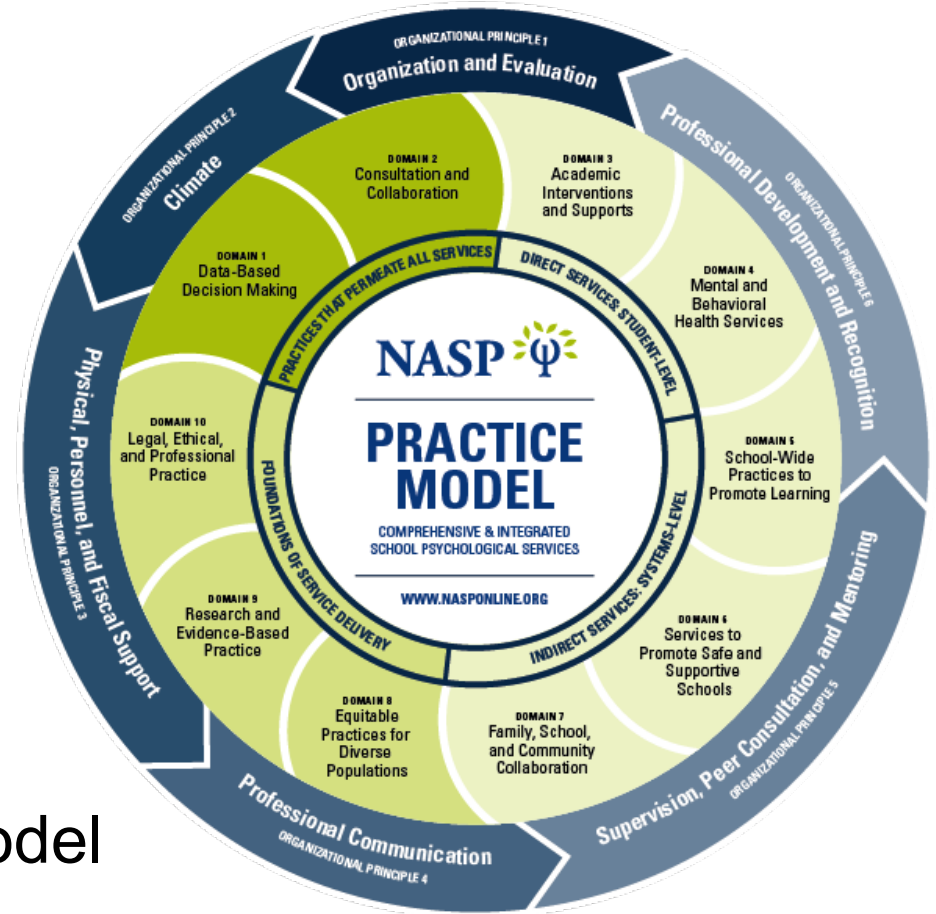 ORGANIZATIONAL PRINCIPLE 1
Organization and Evaluation
ORGANIZATIONAL PRINCIPLE 2
Climate
Physical, Personnel, and Fiscal Support
ORGANIZATIONAL PRINCIPLE 3
Professional Communication
ORGANIZATIONAL PRINCIPLE 4
Supervision, Peer Consultation, and Mentoring
ORGANIZATIONAL PRINCIPLE 5
Professional Development and Recognition
ORGANIZATIONAL PRINCIPLE 6
DOMAIN 1
Data-Based
Decision Making
DOMAIN 2
Consultation and
Collaboration
DOMAIN 3
Academic
Interventions
and Supports
DOMAIN 4
Mental and
Behavioral
Health Services
DOMAIN 5
School-Wide
Practices to
Promote Learning
DOMAIN 6
Services to
Promote Safe and
Supportive
Schools
DOMAIN 7
Family, School,
and Community
Collaboration
DOMAIN 8
Equitable
Practices for
Diverse
Populations
DOMAIN 9
Research and
Evidence-Based
Practice
DOMAIN 10
Legal, Ethical,
and Professional
Practice
PRACTICES THAT PERMEATE ALL SERVICES
DIRECT SERVICES: STUDENT-LEVEL
INDIRECT SERVICES: SYSTEMS-LEVEL
FOUNDATIONS OF SERVICE DELIVERY
NASP
PRACTICE
MODEL
COMPREHENSIVE & INTEGRATED
SCHOOL PSYCHOLOGICAL SERVICES
WWW.NASPONLINE.ORG
odel